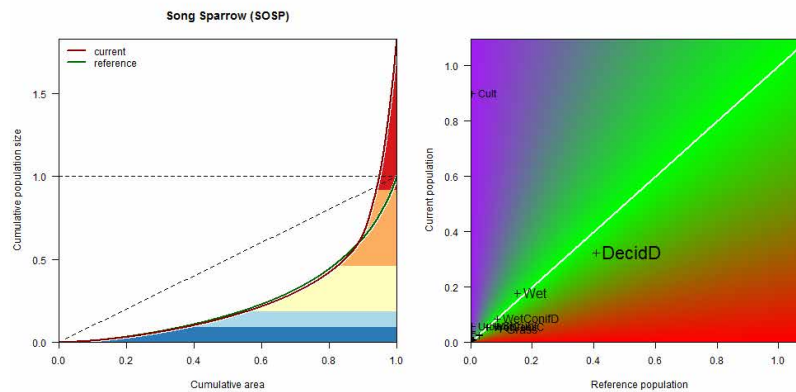 Song Sparrow (SOSP)
current
reference
Cumulative population size
0.0
0.5
1.0
1.5
0.0
0.2
0.4
0.6
0.8
1.0
Cumulative area
Current population
0.0
0.2
0.4
0.6
0.8
1.0
Cult
DecidD
Wet
WetConifD
Grass
0.0
0.2
0.4
0.6
0.8
1.0
Reference population